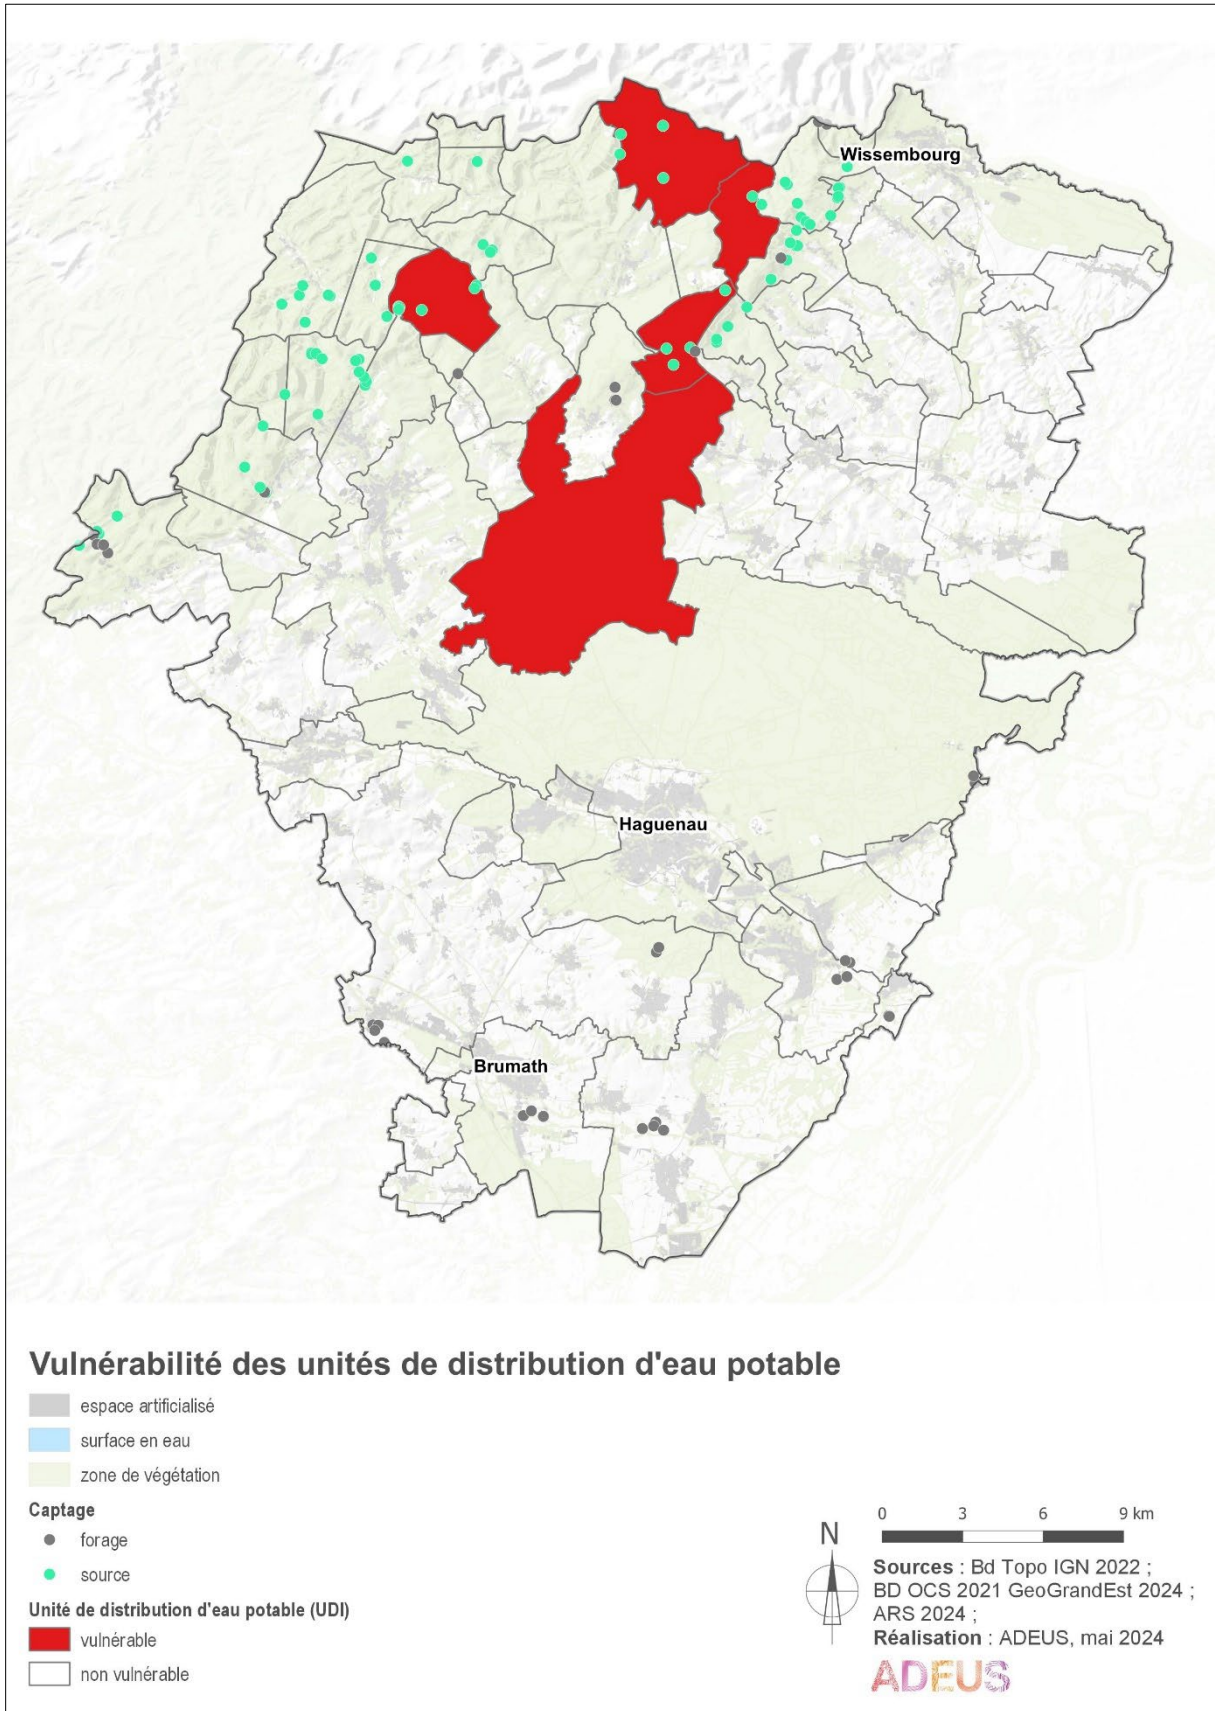 Wissembourg
Haguenau
Brumath
Vulnérabilité des unités de distribution d'eau potable
espace artificialisé
surface en eau
zone de végétation
Captage
forage
source
Unité de distribution d'eau potable (UDI)
vulnérable
non vulnérable
N
0 3 6 9 km
Sources : Bd Topo IGN 2022 ;
BD OCS 2021 GeoGrandEst 2024 ;
ARS 2024 ;
Réalisation : ADEUS, mai 2024
ADEUS